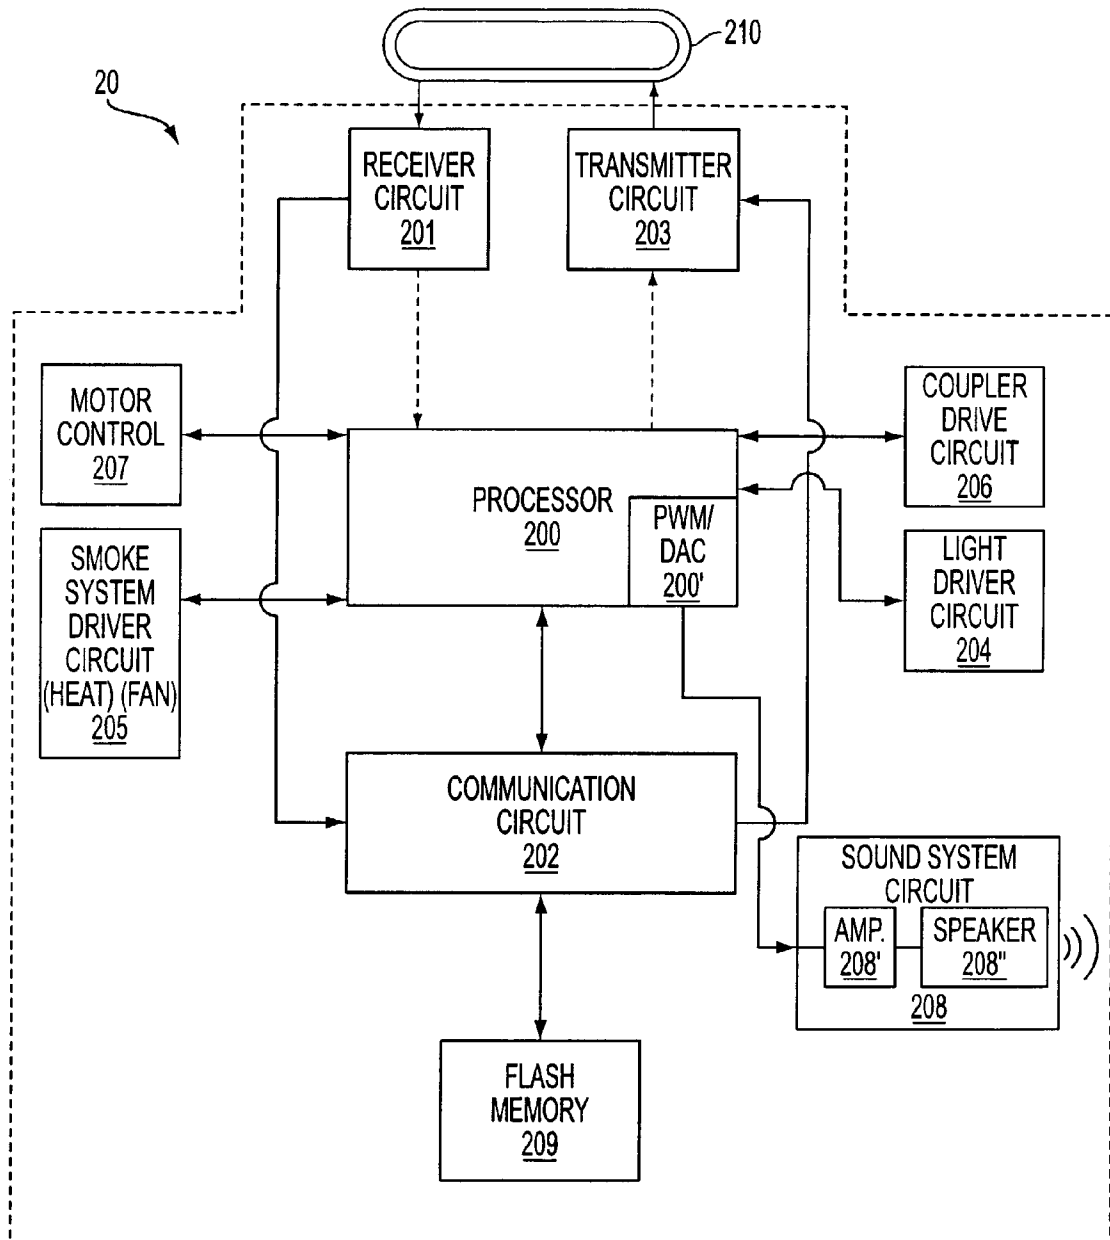 210
20
RECEIVER
CIRCUIT
201
TRANSMITTER
CIRCUIT
203
MOTOR
CONTROL
207
COUPLER
DRIVE
CIRCUIT
206
PROCESSOR
200
PWM/
DAC
200'
SMOKE
SYSTEM
DRIVER
CIRCUIT
(HEAT) (FAN)
205
LIGHT
DRIVER
CIRCUIT
204
COMMUNICATION
CIRCUIT
202
SOUND SYSTEM
CIRCUIT
AMP.
208'
SPEAKER
208"
208
FLASH
MEMORY
209